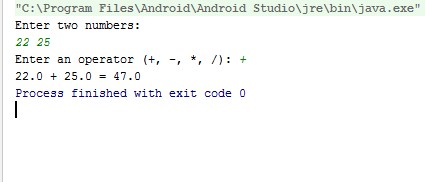 "C:\Program Files\Android\Android Studio\jre\bin\java.exe"
Enter two numbers:
22 25
Enter an operator (+, -, *, /): +
22.0 + 25.0 = 47.0
Process finished with exit code 0